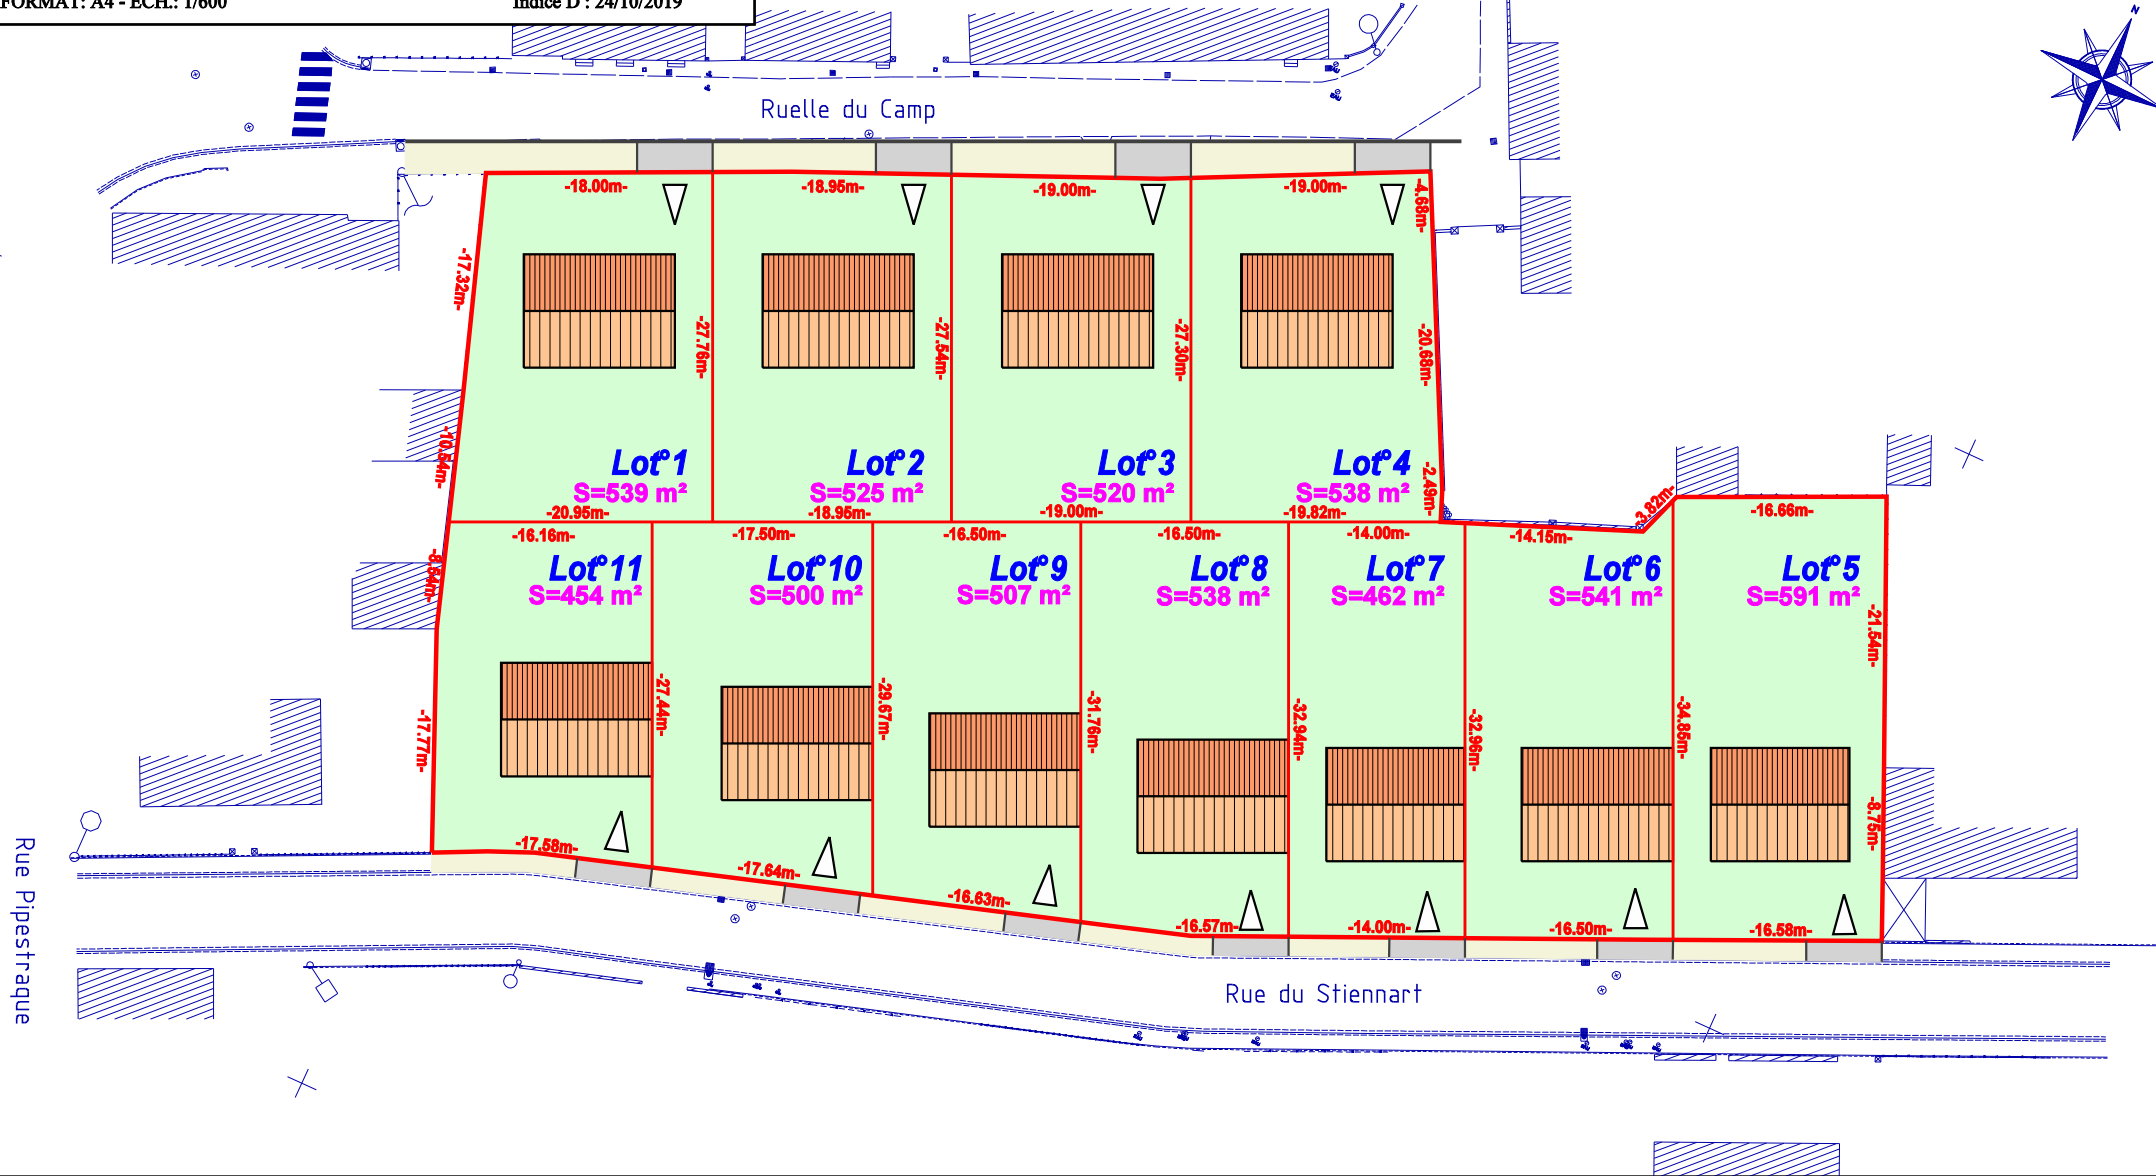 FORMAT: A4 - ECH.: 1/600
Indice D : 24/10/2019
N
Ruelle du Camp
-18.00m-
-18.95m-
-19.00m-
-19.00m-
-4.68m-
-17.32m-
-27.76m-
-27.54m-
-27.30m-
-20.68m-
-10.54m-
Lot°1
S=539 m²
Lot°2
S=525 m²
Lot°3
S=520 m²
Lot°4
S=538 m²
-2.49m-
-20.95m-
-18.95m-
-19.00m-
-19.82m-
-3.82m-
-16.66m-
-16.16m-
-17.50m-
-16.50m-
-16.50m-
-14.00m-
-14.15m-
Lot°11
S=454 m²
Lot°10
S=500 m²
Lot°9
S=507 m²
Lot°8
S=538 m²
Lot°7
S=462 m²
Lot°6
S=541 m²
Lot°5
S=591 m²
-21.54m-
-17.77m-
-27.44m-
-29.67m-
-31.76m-
-32.94m-
-32.96m-
-34.85m-
-8.75m-
-17.58m-
-17.64m-
-16.63m-
-16.57m-
-14.00m-
-16.50m-
-16.58m-
Rue Pipestraque
Rue du Stiennart